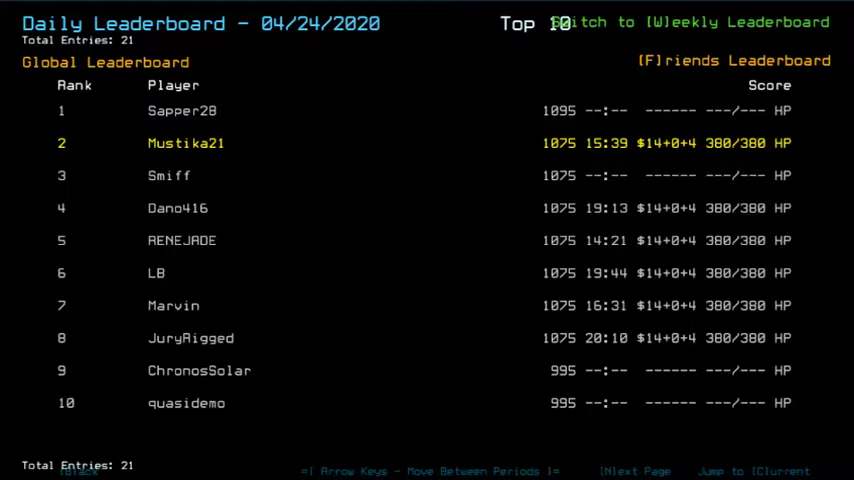 Daily Leaderboard - 04/24/2020 Top 10 Switch to [W]eekly Leaderboard
Total Entries: 21
Global Leaderboard [F]riends Leaderboard
Rank Player Score
1 Sapper28 1095 --:-- ------ ---/--- HP
2 Mustika21 1075 15:39 $14+0+4 380/380 HP
3 Smiff 1075 --:-- ------ ---/--- HP
4 Dano416 1075 19:13 $14+0+4 380/380 HP
5 RENEJADE 1075 14:21 $14+0+4 380/380 HP
6 LB 1075 19:44 $14+0+4 380/380 HP
7 Marvin 1075 16:31 $14+0+4 380/380 HP
8 JuryRigged 1075 20:10 $14+0+4 380/380 HP
9 ChronosSolar 995 --:-- ------ ---/--- HP
10 quasidemo 995 --:-- ------ ---/--- HP
Total Entries: 21
[B]ack =[ Arrow Keys - Move Between Periods ]= [N]ext Page Jump to [C]urrent